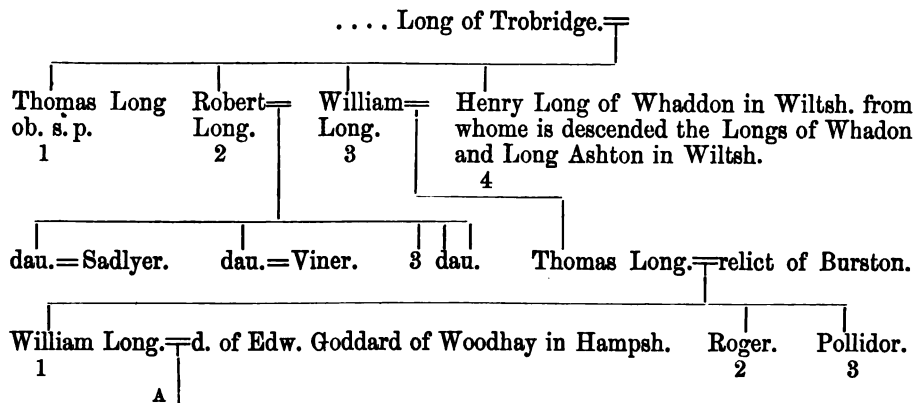 .... Long of Trobridge.=
Thomas Long Robert= William= Henry Long of Whaddon in Wiltsh. from
ob. s. p. Long. Long. whome is descended the Longs of Whadon
1 2 3 and Long Ashton in Wiltsh.
4
dau.=Sadlyer. dau.=Viner. 3 dau. Thomas Long.=relict of Burston.
William Long.=d. of Edw. Goddard of Woodhay in Hampsh. Roger. Pollidor.
1 2 3
A